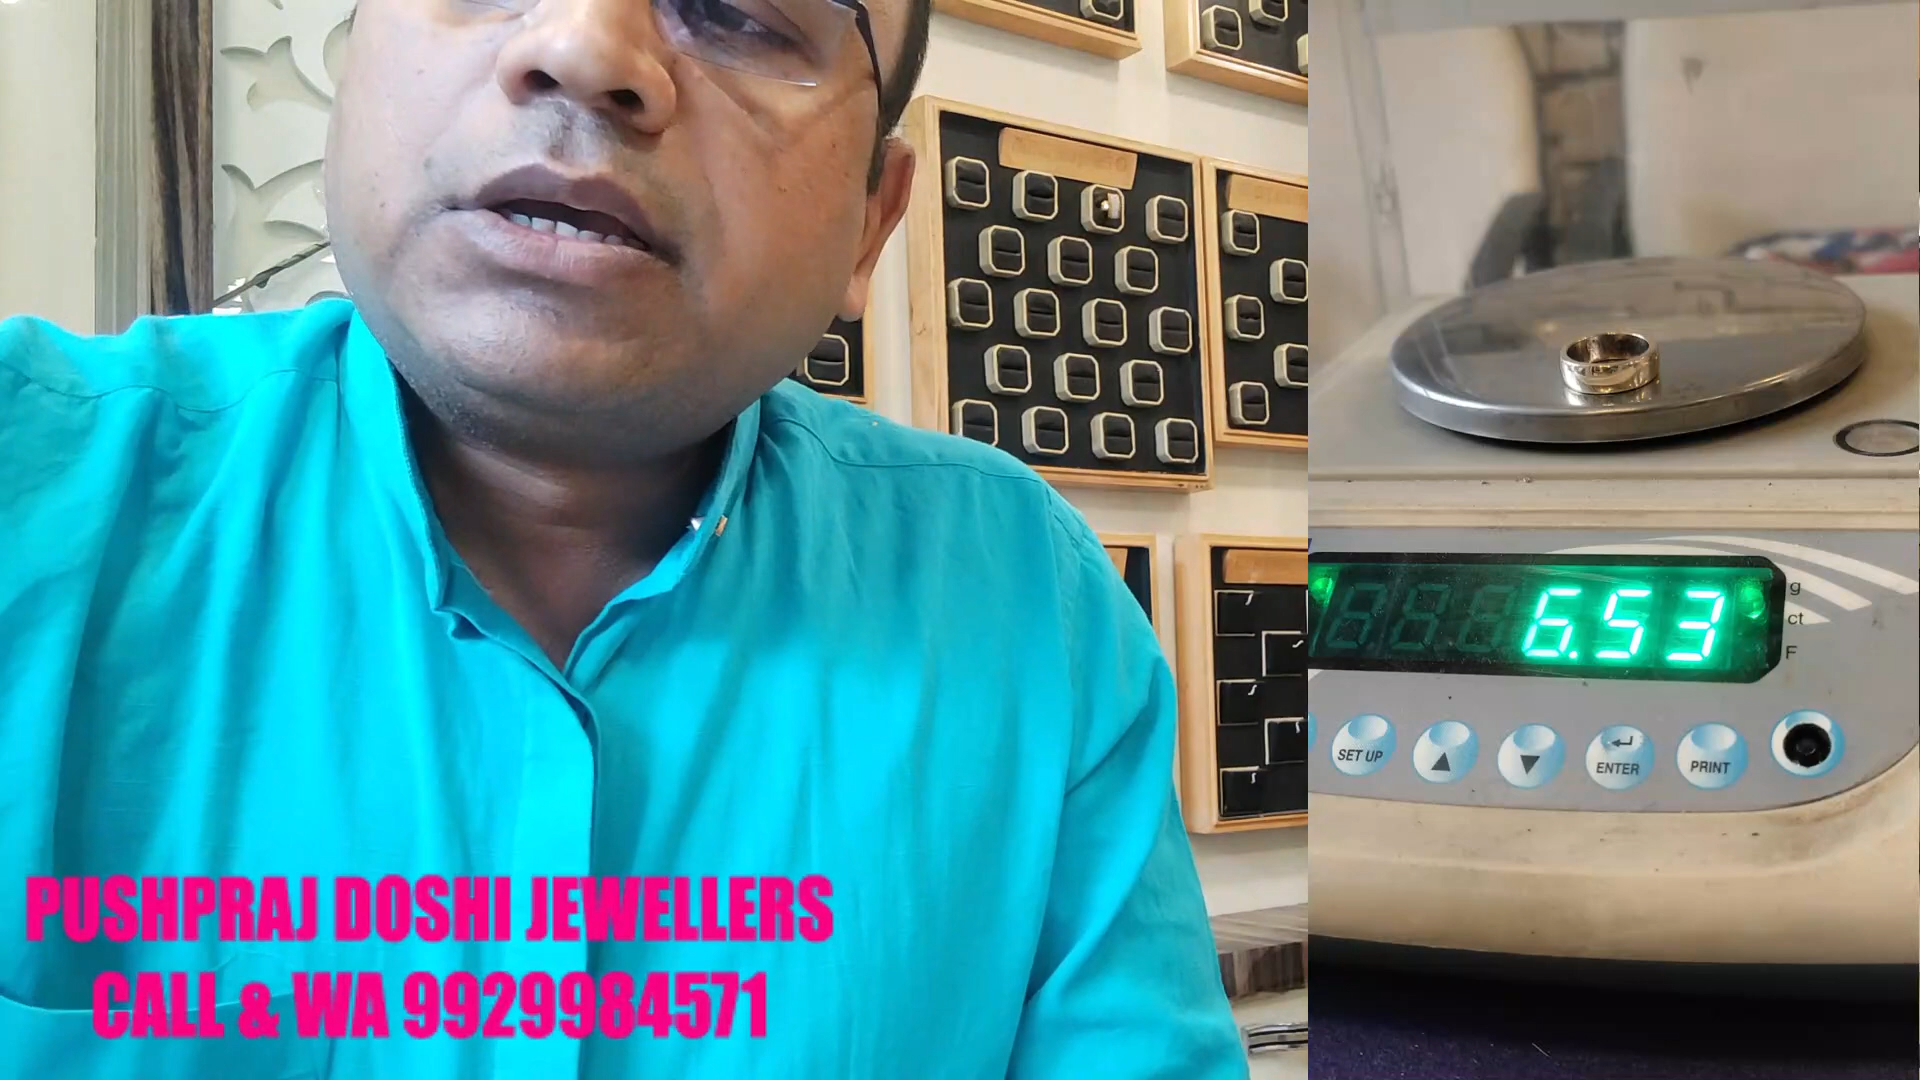 PUSHPRAJ DOSHI JEWELLERS
CALL & WA 9929984571
6.53
g
ct
F
SET UP
▲
▼
ENTER
PRINT